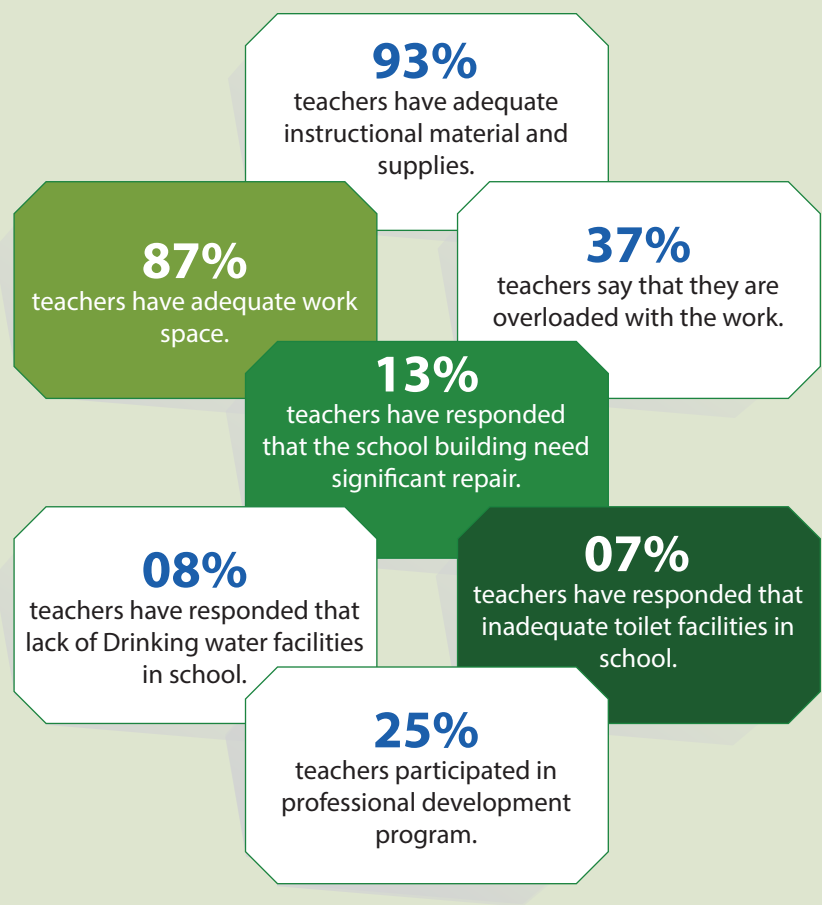 93%
teachers have adequate
instructional material and
supplies.
87%
teachers have adequate work
space.
37%
teachers say that they are
overloaded with the work.
13%
teachers have responded
that the school building need
significant repair.
08%
teachers have responded that
lack of Drinking water facilities
in school.
07%
teachers have responded that
inadequate toilet facilities in
school.
25%
teachers participated in
professional development
program.